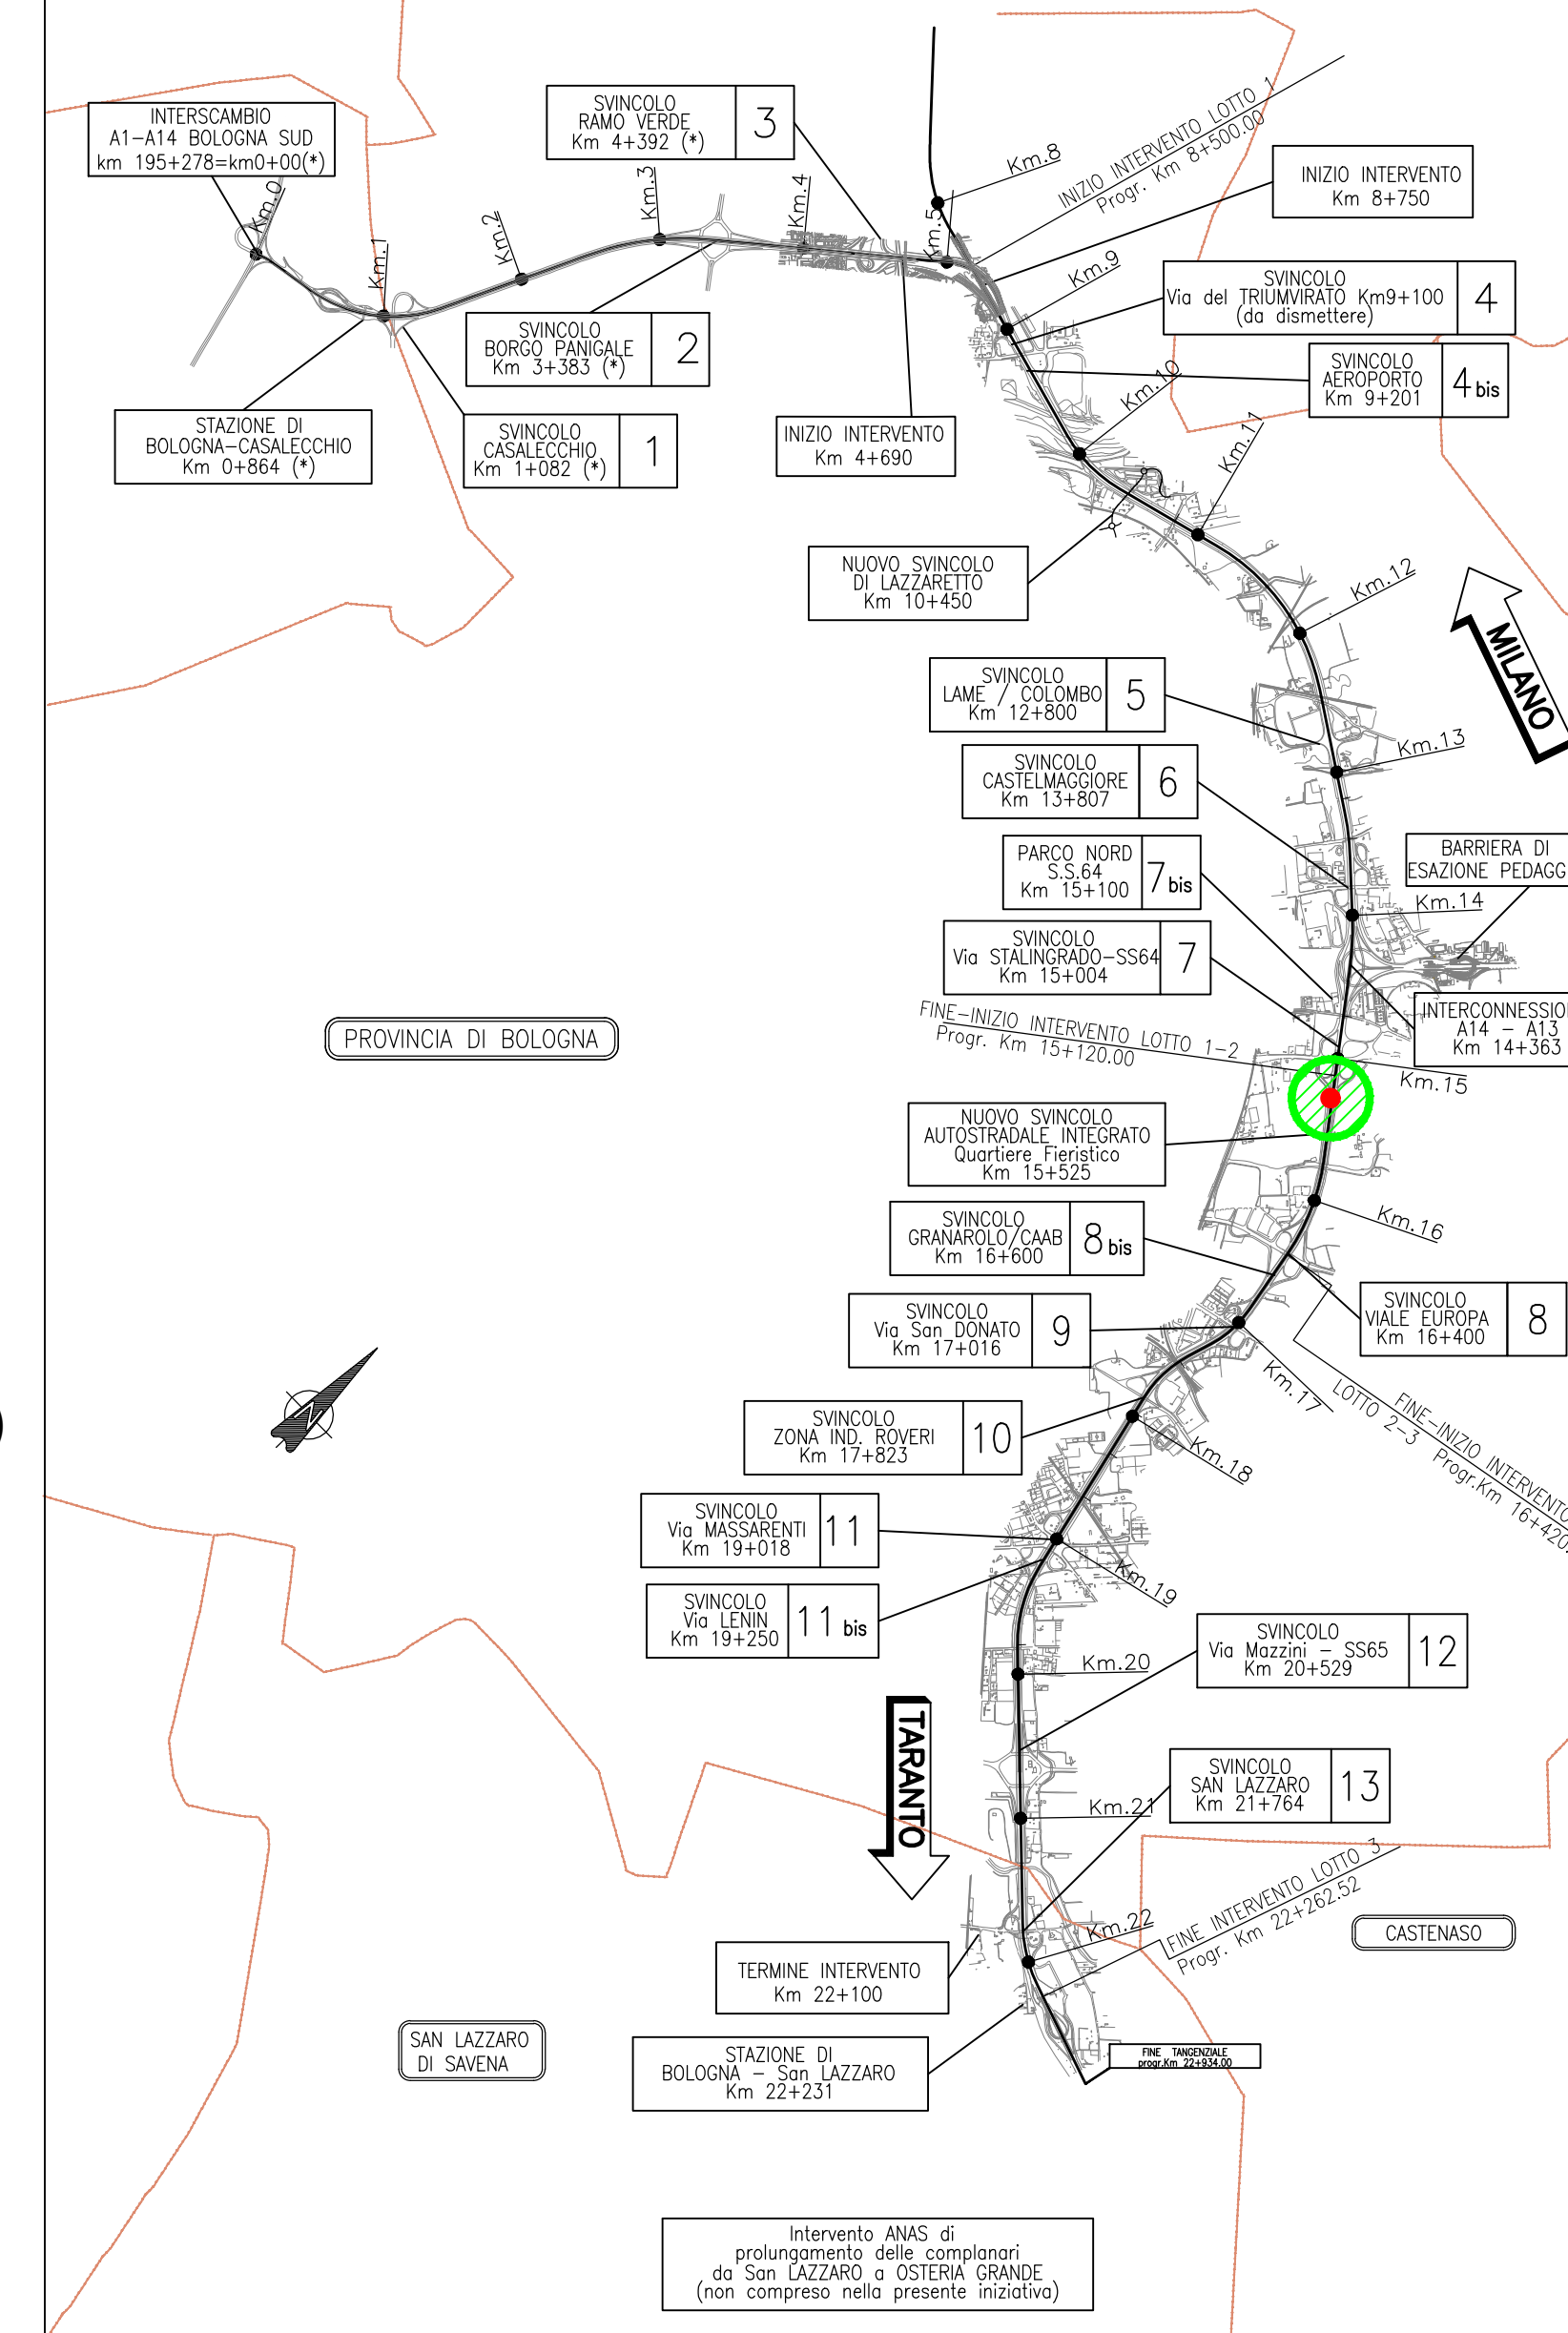 INTERSCAMBIO
A1-A14 BOLOGNA SUD
km 195+278=km0+00(*)
SVINCOLO
RAMO VERDE
Km 4+392 (*)
3
INIZIO INTERVENTO LOTTO 1
Progr. Km 8+500.00
INIZIO INTERVENTO
Km 8+750
Km.0
Km.1
Km.2
Km.3
Km.4
Km.5
Km.8
Km.9
SVINCOLO
Via del TRIUMVIRATO Km9+100
(da dismettere)
4
SVINCOLO
BORGO PANIGALE
Km 3+383 (*)
2
SVINCOLO
AEROPORTO
Km 9+201
4 bis
STAZIONE DI
BOLOGNA-CASALECCHIO
Km 0+864 (*)
SVINCOLO
CASALECCHIO
Km 1+082 (*)
1
INIZIO INTERVENTO
Km 4+690
Km.10
Km.11
NUOVO SVINCOLO
DI LAZZARETTO
Km 10+450
Km.12
MILANO
SVINCOLO
LAME / COLOMBO
Km 12+800
5
Km.13
SVINCOLO
CASTELMAGGIORE
Km 13+807
6
PARCO NORD
S.S.64
Km 15+100
7 bis
BARRIERA DI
ESAZIONE PEDAGG
Km.14
SVINCOLO
Via STALINGRADO-SS64
Km 15+004
7
INTERCONNESSIO
A14 - A13
Km 14+363
FINE-INIZIO INTERVENTO LOTTO 1-2
Progr. Km 15+120.00
Km.15
PROVINCIA DI BOLOGNA
NUOVO SVINCOLO
AUTOSTRADALE INTEGRATO
Quartiere Fieristico
Km 15+525
Km.16
SVINCOLO
GRANAROLO/CAAB
Km 16+600
8 bis
SVINCOLO
VIALE EUROPA
Km 16+400
8
SVINCOLO
Via San DONATO
Km 17+016
9
Km.17
FINE-INIZIO INTERVENTO
LOTTO 2-3 Progr.Km 16+420.
SVINCOLO
ZONA IND. ROVERI
Km 17+823
10
Km.18
SVINCOLO
Via MASSARENTI
Km 19+018
11
Km.19
SVINCOLO
Via LENIN
Km 19+250
11 bis
SVINCOLO
Via Mazzini - SS65
Km 20+529
12
Km.20
TARANTO
SVINCOLO
SAN LAZZARO
Km 21+764
13
Km.21
FINE INTERVENTO LOTTO 3
Progr. Km 22+262.52
Km.22
CASTENASO
TERMINE INTERVENTO
Km 22+100
SAN LAZZARO
DI SAVENA
STAZIONE DI
BOLOGNA - San LAZZARO
Km 22+231
FINE TANGENZIALE
progr.Km 22+934.00
Intervento ANAS di
prolungamento delle complanari
da San LAZZARO a OSTERIA GRANDE
(non compreso nella presente iniziativa)